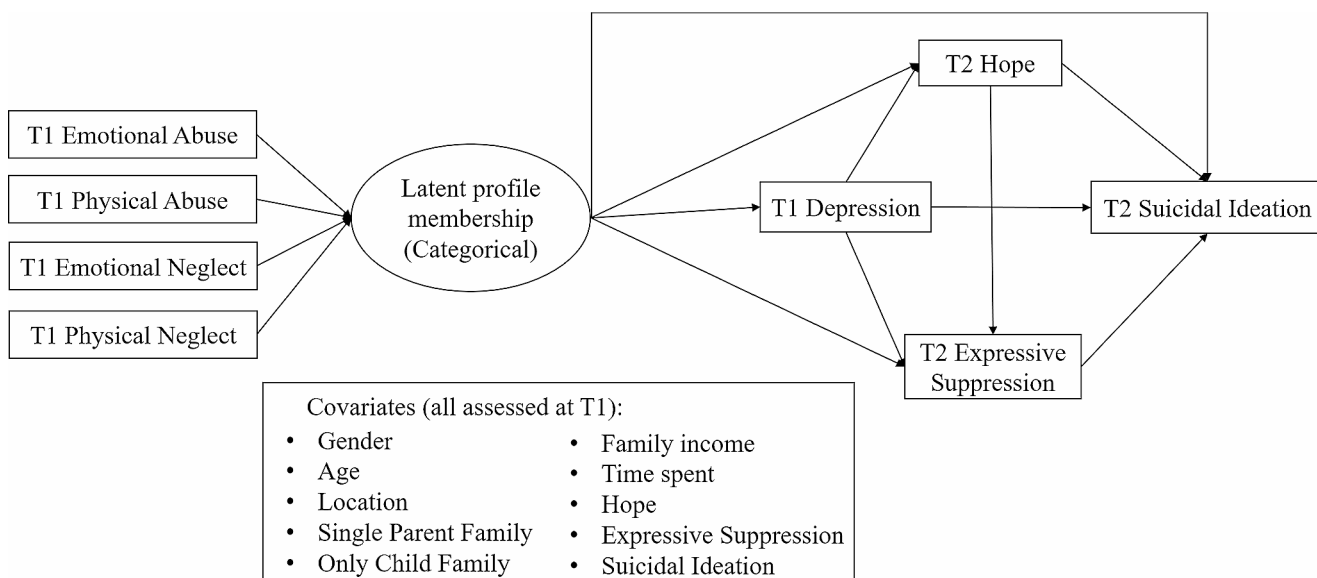 T1 Emotional Abuse
T1 Physical Abuse
T1 Emotional Neglect
T1 Physical Neglect
Latent profile
membership
(Categorical)
T2 Hope
T1 Depression
T2 Suicidal Ideation
T2 Expressive
Suppression
Covariates (all assessed at T1):
• Gender
• Age
• Location
• Single Parent Family
• Only Child Family
• Family income
• Time spent
• Hope
• Expressive Suppression
• Suicidal Ideation